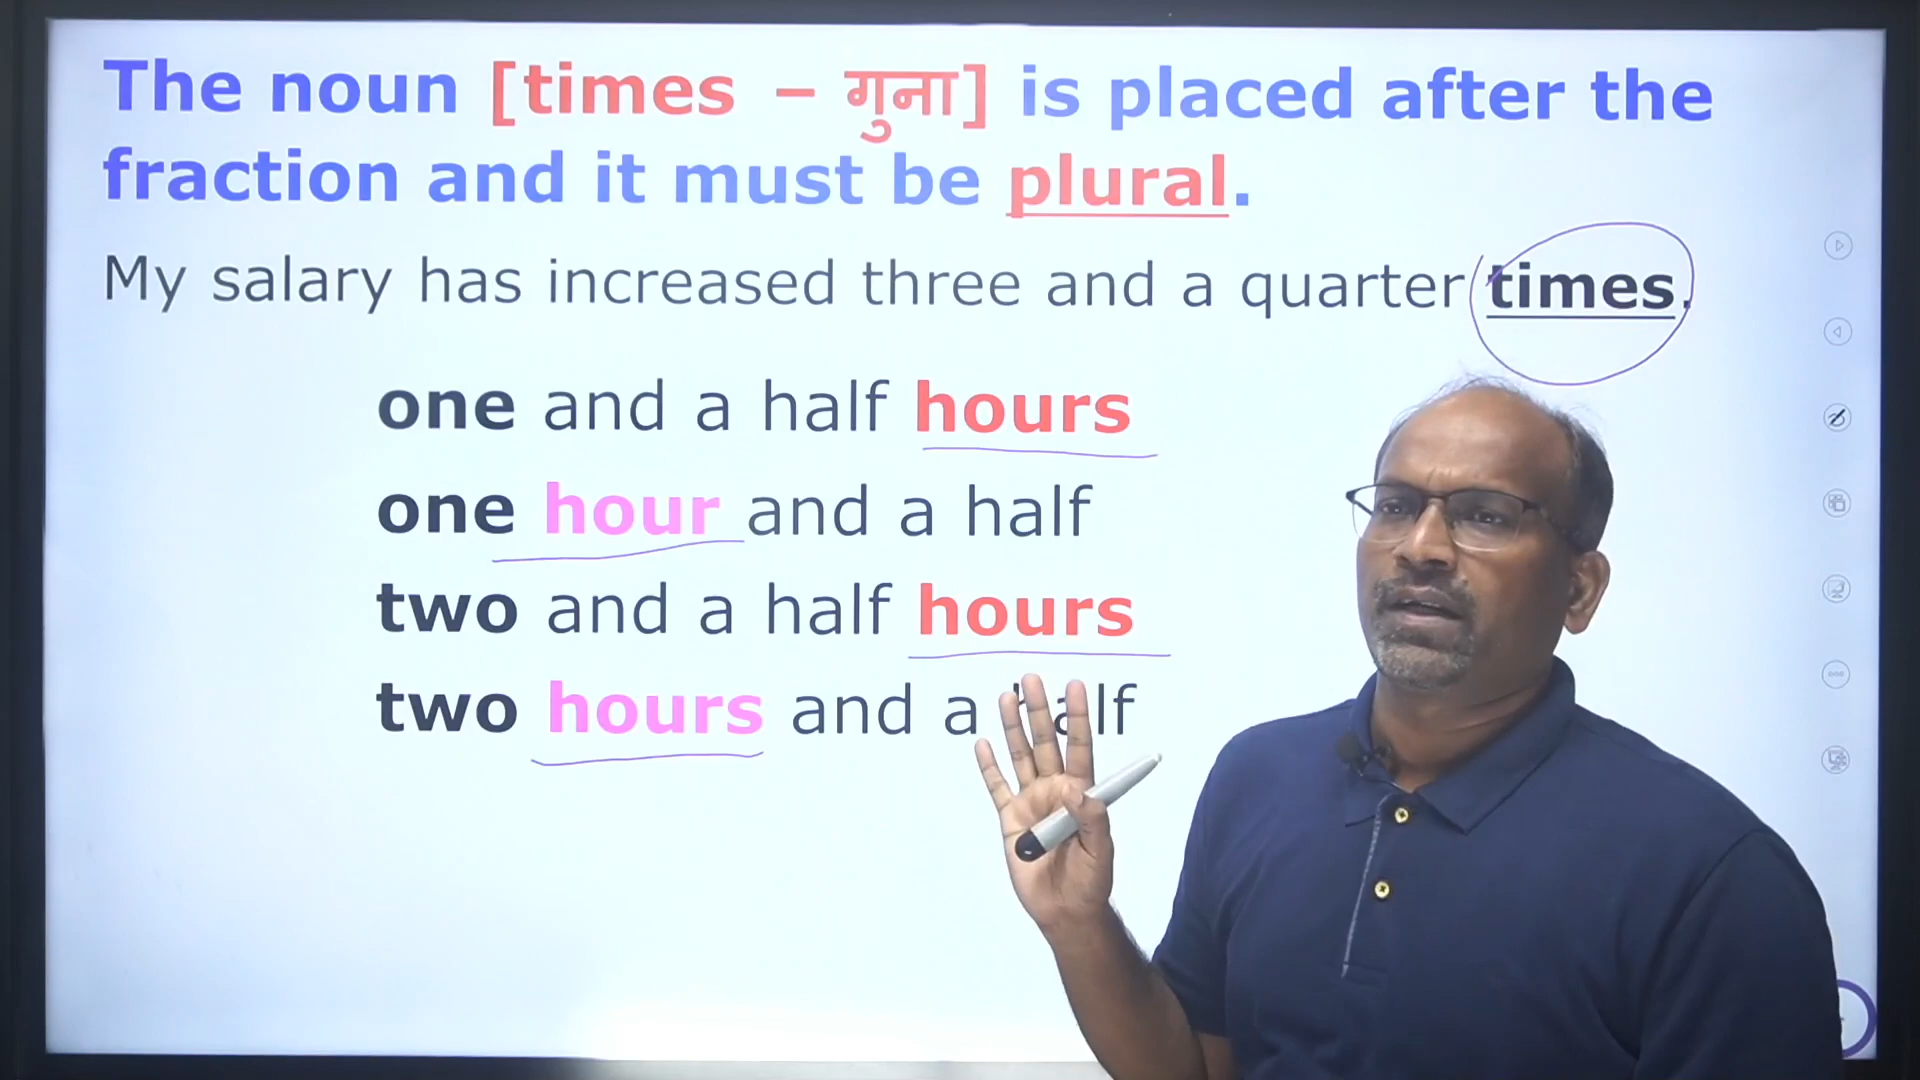 The noun [times – गुना] is placed after the
fraction and it must be plural.
My salary has increased three and a quarter times.
one and a half hours
one hour and a half
two and a half hours
two hours and a half